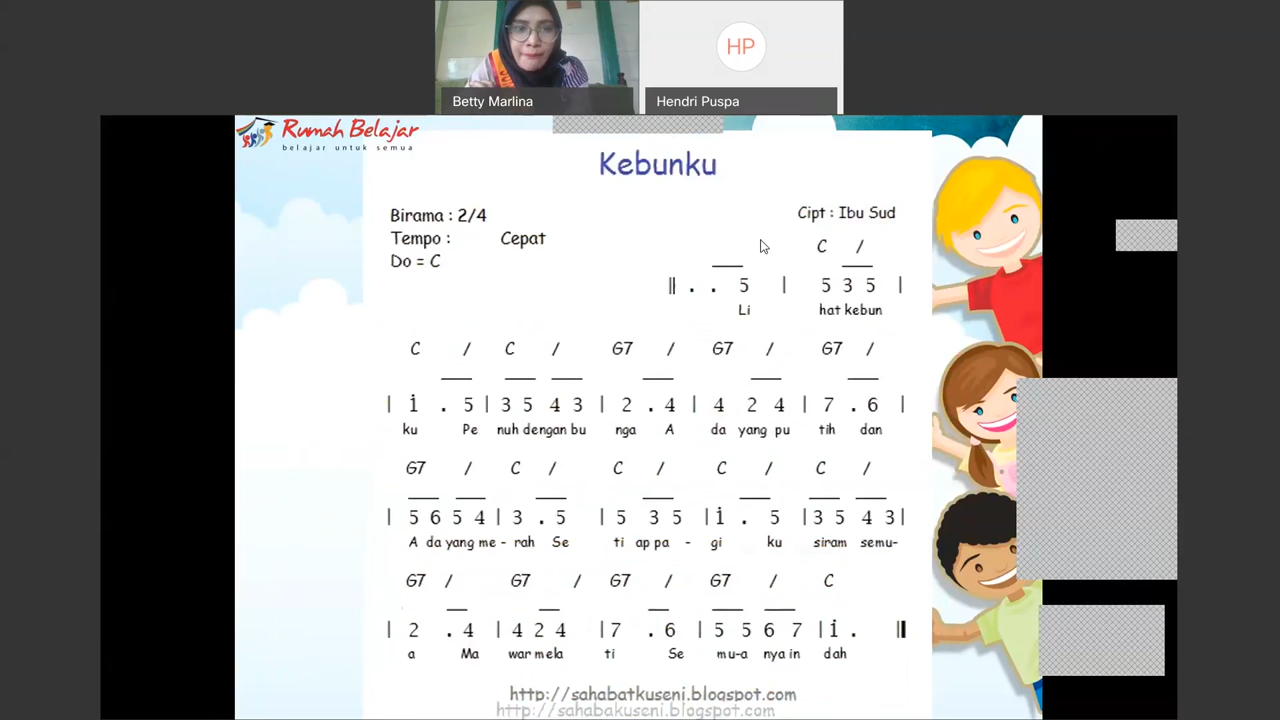 HP
Betty Marlina
Hendri Puspa
Rumah Belajar
belajar untuk semua
Kebunku
Birama : 2/4
Cipt : Ibu Sud
Tempo : Cepat
Do = C
C /
|| . . 5 | 5 3 5 |
Li hat kebun
C / C / G7 / G7 / G7 /
| i . 5 | 3 5 4 3 | 2 . 4 | 4 2 4 | 7 . 6 |
ku Pe nuh dengan bu nga A da yang pu tih dan
G7 / C / C / C / C /
| 5 6 5 4 | 3 . 5 | 5 3 5 | i . 5 | 3 5 4 3 |
A da yang me - rah Se ti ap pa - gi ku siram semu-
G7 / G7 / G7 / G7 / C
| 2 . 4 | 4 2 4 | 7 . 6 | 5 5 6 7 | i . ||
a Ma war mela ti Se mu-a nya in dah
http://sahabatkuseni.blogspot.com
http://sahabakuseni.blogspot.com